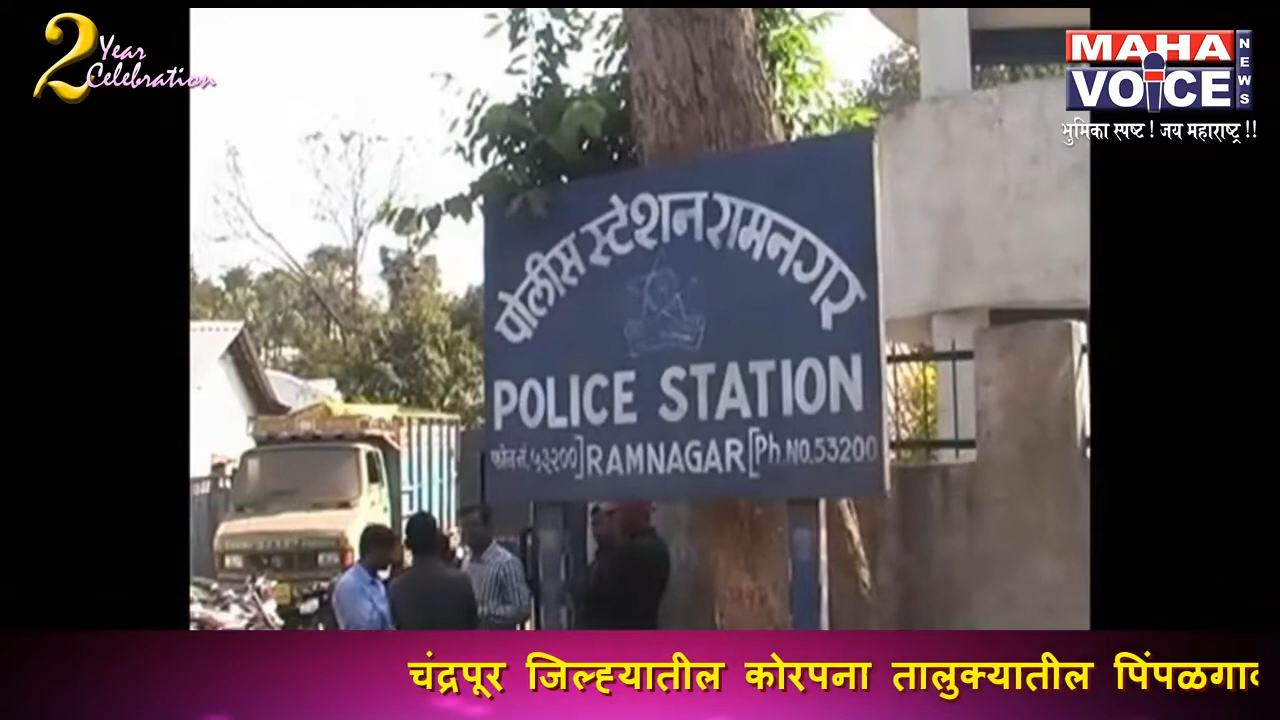 2 Year
Celebration
MAHA
VOICE
NEWS
भुमिका स्पष्ट ! जय महाराष्ट्र !!
पोलीस स्टेशन रामनगर
POLICE STATION
फोन नं. ५३२००] RAMNAGAR [Ph. NO. 53200
चंद्रपूर जिल्ह्यातील कोरपना तालुक्यातील